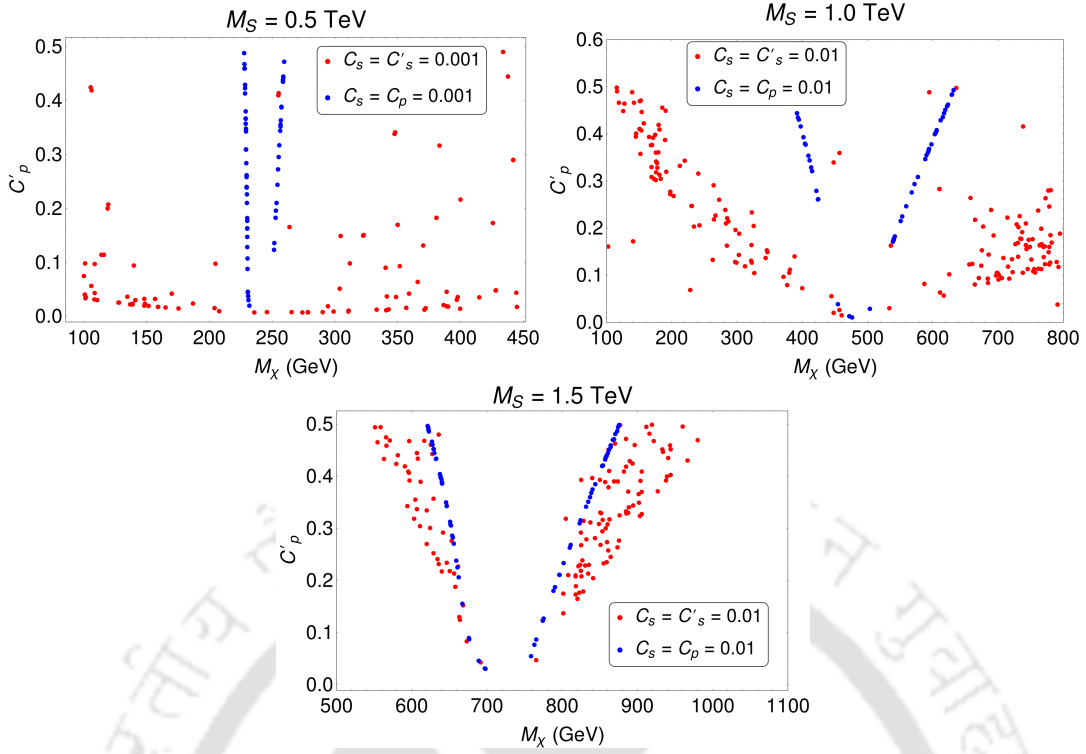 M_S = 0.5 TeV
C_s = C'_s = 0.001
C_s = C_p = 0.001
C'_p
0.5
0.4
0.3
0.2
0.1
0.0
100 150 200 250 300 350 400 450
M_χ (GeV)
M_S = 1.0 TeV
C_s = C'_s = 0.01
C_s = C_p = 0.01
C'_p
0.6
0.5
0.4
0.3
0.2
0.1
0.0
100 200 300 400 500 600 700 800
M_χ (GeV)
M_S = 1.5 TeV
C'_p
0.5
0.4
0.3
0.2
0.1
0.0
C_s = C'_s = 0.01
C_s = C_p = 0.01
500 600 700 800 900 1000 1100
M_χ (GeV)